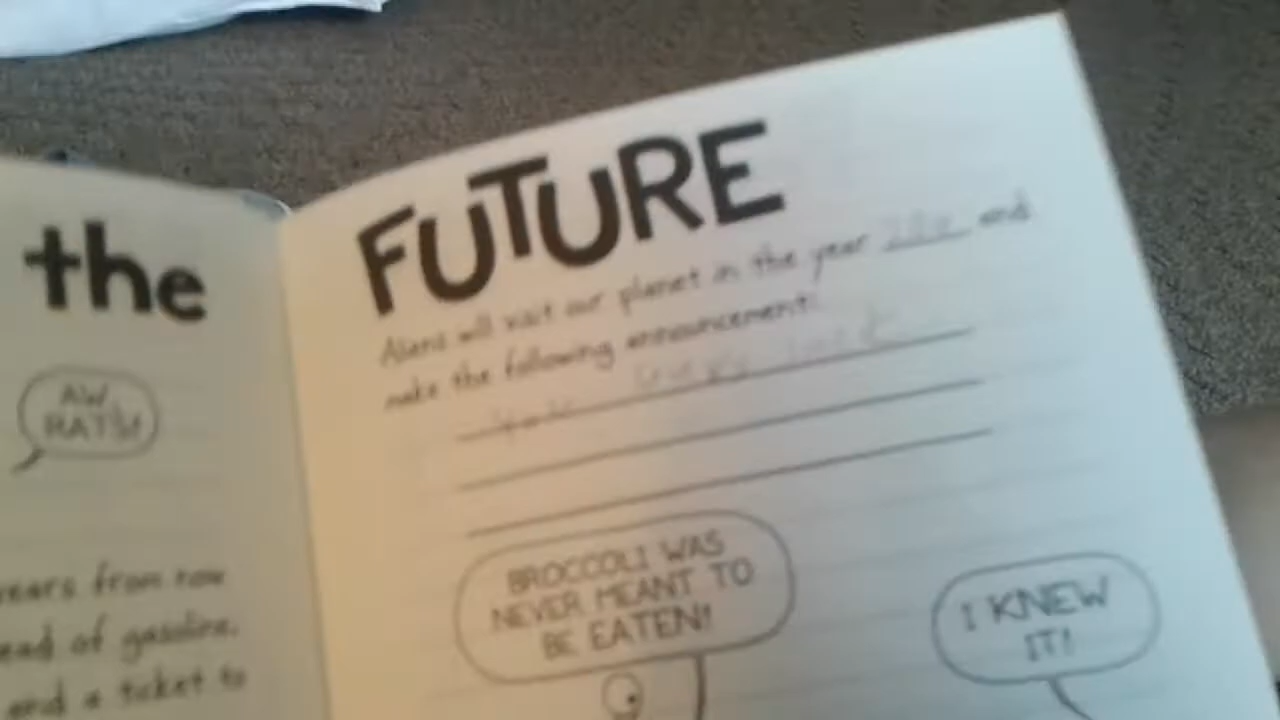 the
AW,
RATS!
years from now
ead of gasoline.
and a ticket to
FUTURE
Aliens will visit our planet in the year and
make the following announcement:
BROCCOLI WAS
NEVER MEANT TO
BE EATEN!
I KNEW
IT!